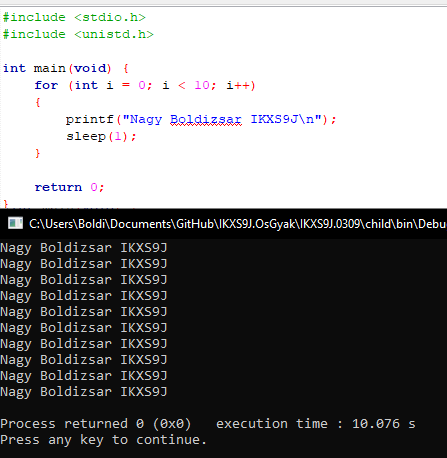 #include <stdio.h>
#include <unistd.h>
int main(void) {
for (int i = 0; i < 10; i++)
{
printf("Nagy Boldizsar IKXS9J\n");
sleep(1);
}
return 0;
}
C:\Users\Boldi\Documents\GitHub\IKXS9J.OsGyak\IKXS9J.0309\child\bin\Debu
Nagy Boldizsar IKXS9J
Nagy Boldizsar IKXS9J
Nagy Boldizsar IKXS9J
Nagy Boldizsar IKXS9J
Nagy Boldizsar IKXS9J
Nagy Boldizsar IKXS9J
Nagy Boldizsar IKXS9J
Nagy Boldizsar IKXS9J
Nagy Boldizsar IKXS9J
Nagy Boldizsar IKXS9J
Process returned 0 (0x0)   execution time : 10.076 s
Press any key to continue.